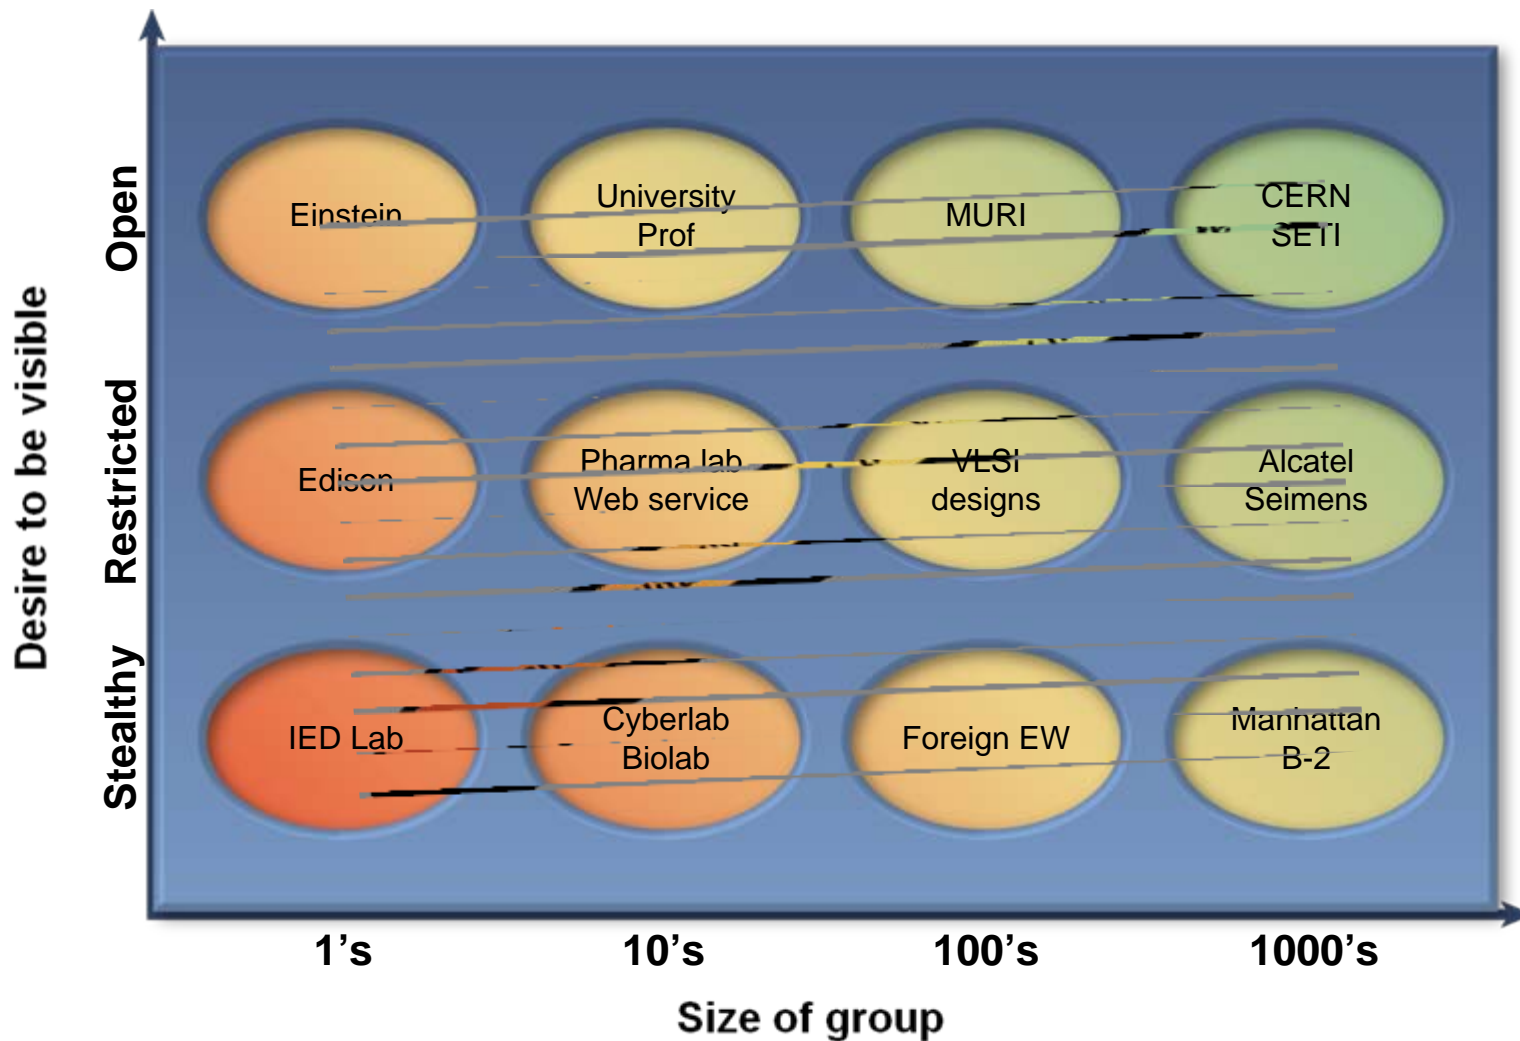 Desire to be visible
Open
Einstein
University
Prof
MURI
CERN
SETI
Restricted
Edison
Pharma lab
Web service
VLSI
designs
Alcatel
Seimens
Stealthy
IED Lab
Cyberlab
Biolab
Foreign EW
Manhattan
B-2
1's
10's
100's
1000's
Size of group